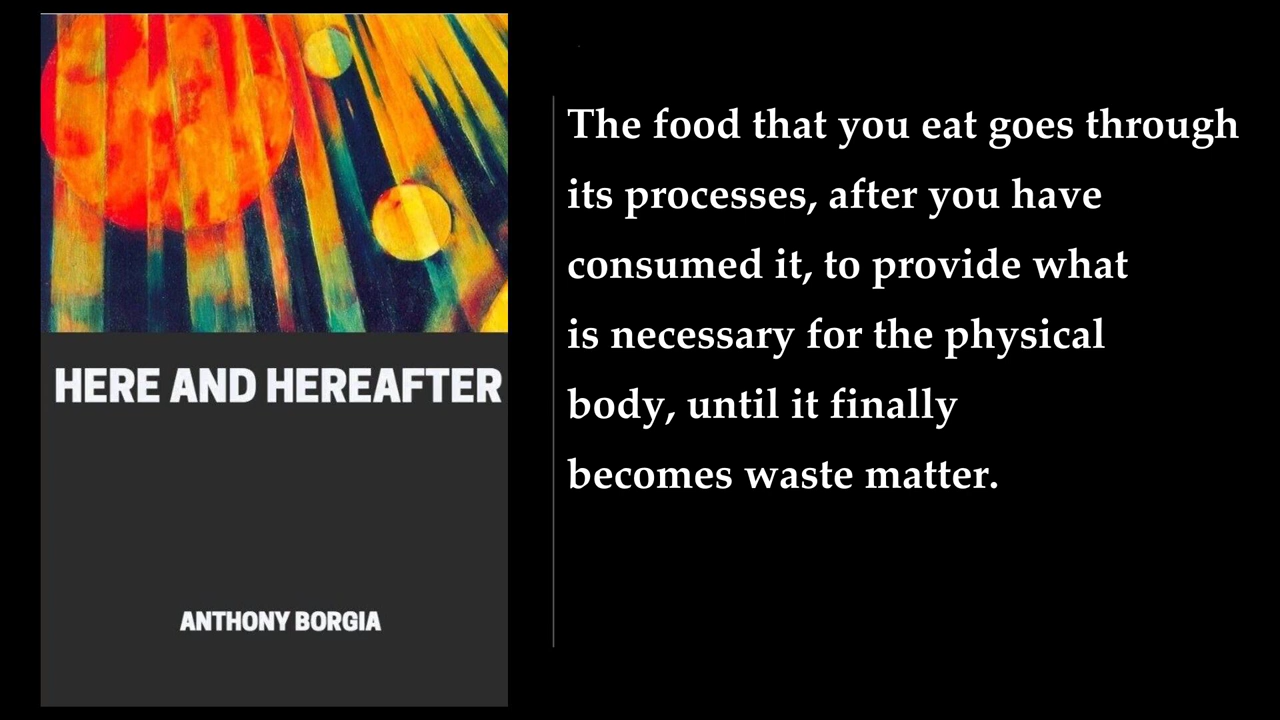 HERE AND HEREAFTER
ANTHONY BORGIA
The food that you eat goes through
its processes, after you have
consumed it, to provide what
is necessary for the physical
body, until it finally
becomes waste matter.